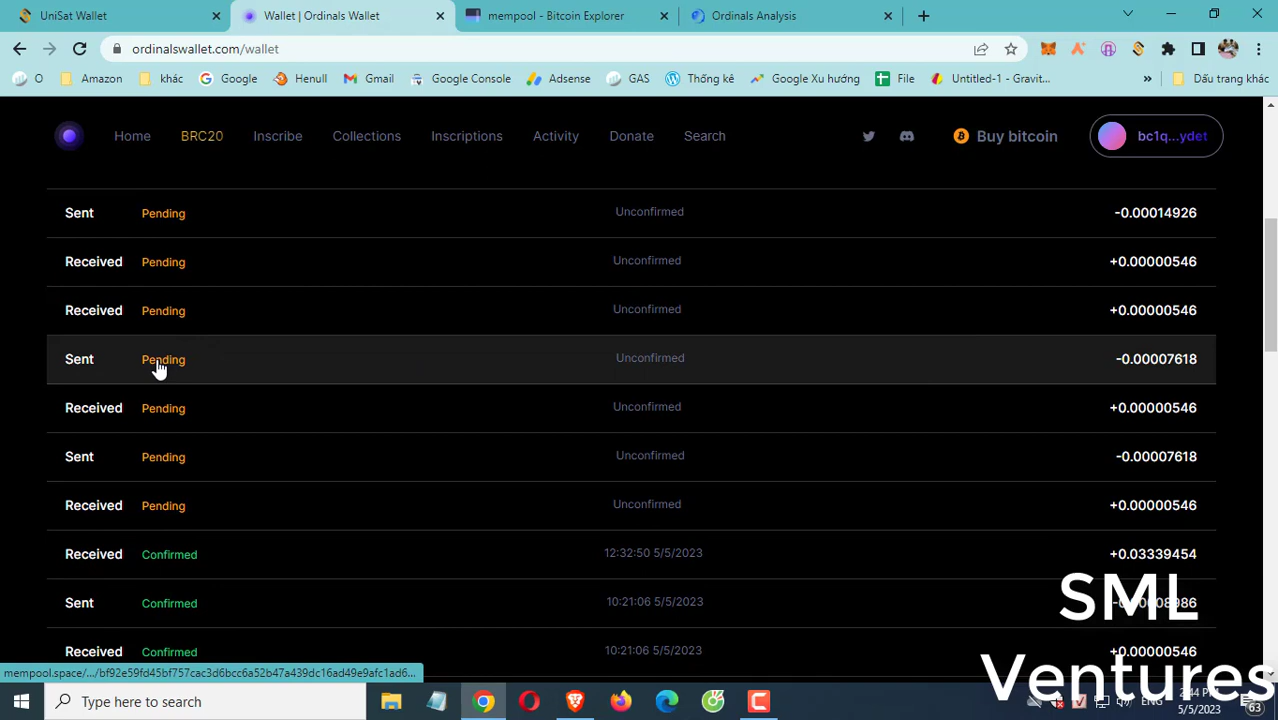 UniSat Wallet
Wallet | Ordinals Wallet
mempool - Bitcoin Explorer
Ordinals Analysis
ordinalswallet.com/wallet
O
Amazon
khác
Google
Henull
Gmail
Google Console
Adsense
GAS
Thống kê
Google Xu hướng
File
Untitled-1 - Gravit...
»
Dấu trang khác
Home
BRC20
Inscribe
Collections
Inscriptions
Activity
Donate
Search
Buy bitcoin
bc1q...ydet
Sent Pending Unconfirmed -0.00014926
Received Pending Unconfirmed +0.00000546
Received Pending Unconfirmed +0.00000546
Sent Pending Unconfirmed -0.00007618
Received Pending Unconfirmed +0.00000546
Sent Pending Unconfirmed -0.00007618
Received Pending Unconfirmed +0.00000546
Received Confirmed 12:32:50 5/5/2023 +0.03339454
Sent Confirmed 10:21:06 5/5/2023
Received Confirmed 10:21:06 5/5/2023 +0.00000546
SML
Ventures
mempool.space/.../bf92e59fd45bf757cac3d6bcc6a52b47a439dc16ad49e9afc1ad6...
Type here to search
ENG
5/5/2023
63